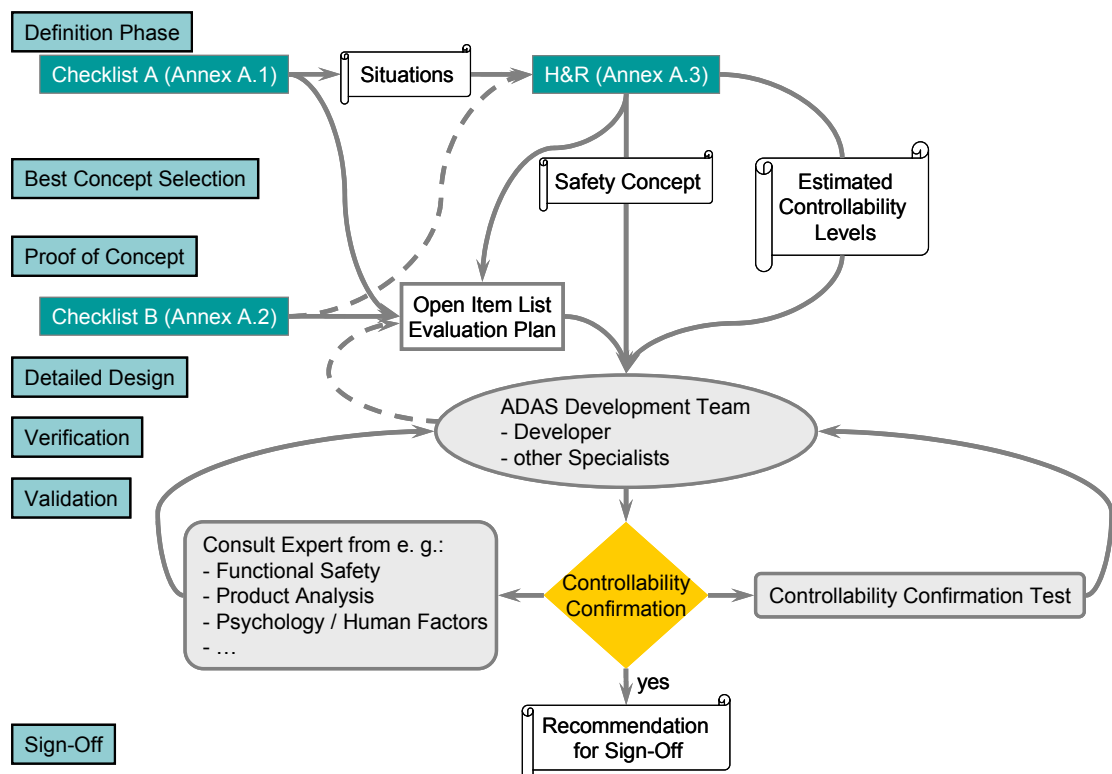 Definition Phase
Checklist A (Annex A.1)
Situations
H&R (Annex A.3)
Best Concept Selection
Safety Concept
Estimated
Controllability
Levels
Proof of Concept
Checklist B (Annex A.2)
Open Item List
Evaluation Plan
Detailed Design
ADAS Development Team
- Developer
- other Specialists
Verification
Validation
Consult Expert from e. g.:
- Functional Safety
- Product Analysis
- Psychology / Human Factors
- …
Controllability
Confirmation
Controllability Confirmation Test
yes
Recommendation
for Sign-Off
Sign-Off